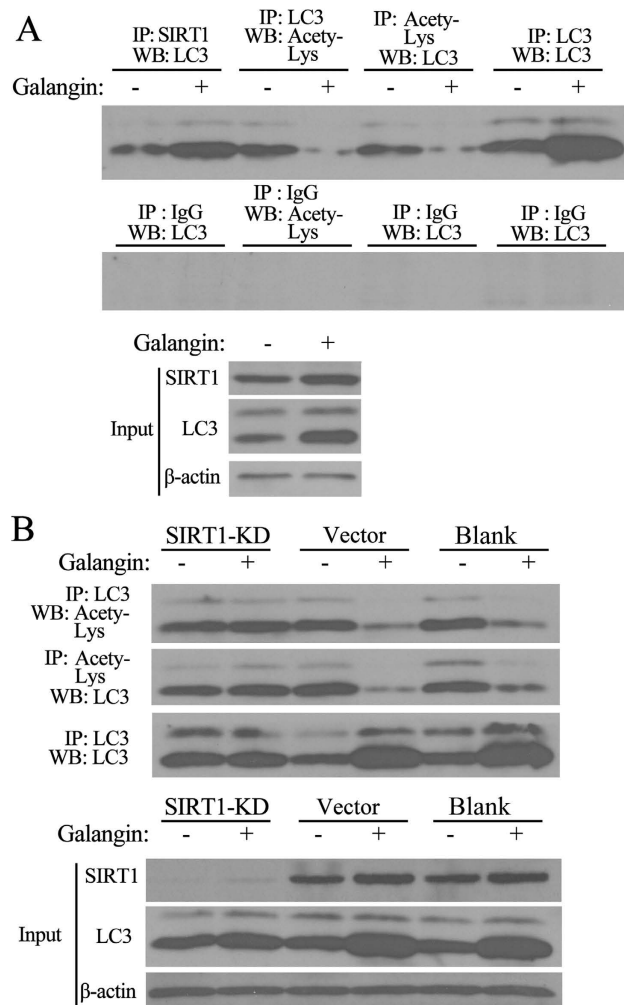 A
IP: SIRT1 WB: LC3
IP: LC3 WB: Acety-Lys
IP: Acety-Lys WB: LC3
IP: LC3 WB: LC3
Galangin: - + - + - + - +
IP : IgG WB: LC3
IP : IgG WB: Acety-Lys
IP : IgG WB: LC3
IP : IgG WB: LC3
Galangin: - +
SIRT1
Input
LC3
β-actin
B
SIRT1-KD Vector Blank
Galangin: - + - + - +
IP: LC3
WB: Acety-
Lys
IP: Acety-
Lys
WB: LC3
IP: LC3
WB: LC3
SIRT1-KD Vector Blank
Galangin: - + - + - +
SIRT1
Input
LC3
β-actin